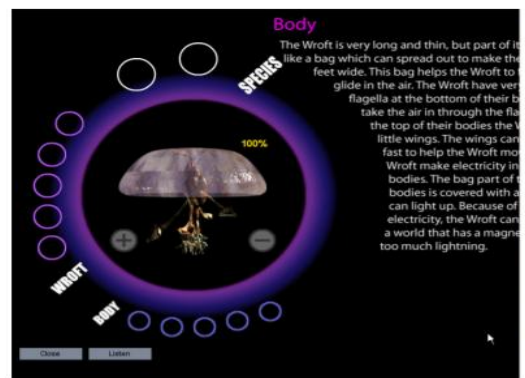 Body
The Wroft is very long and thin, but part of it
like a bag which can spread out to make the
feet wide. This bag helps the Wroft to
glide in the air. The Wroft have ver
flagella at the bottom of their b
take the air in through the fla
the top of their bodies the W
little wings. The wings can
fast to help the Wroft mo
Wroft make electricity in
bodies. The bag part of t
bodies is covered with a
can light up. Because of
electricity, the Wroft can
a world that has a magne
too much lightning.
SPECIES
100%
+
−
WROFT
BODY
Close
Listen